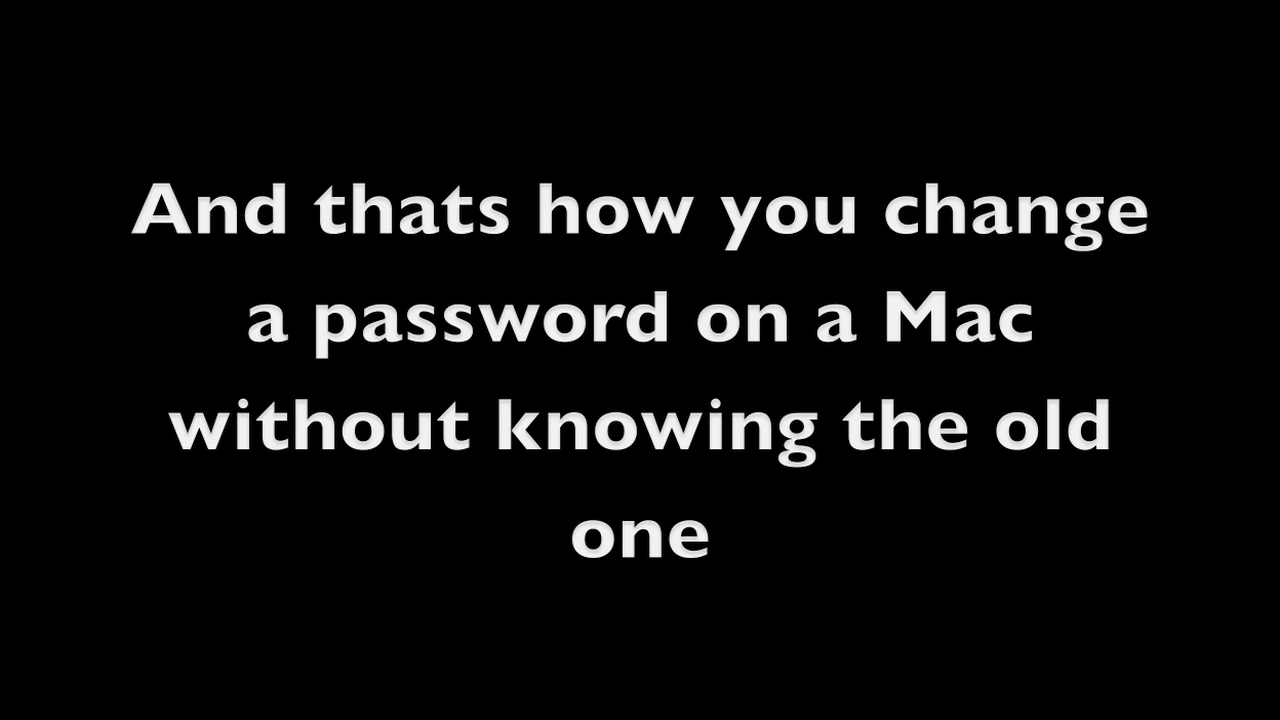 And thats how you change
a password on a Mac
without knowing the old
one